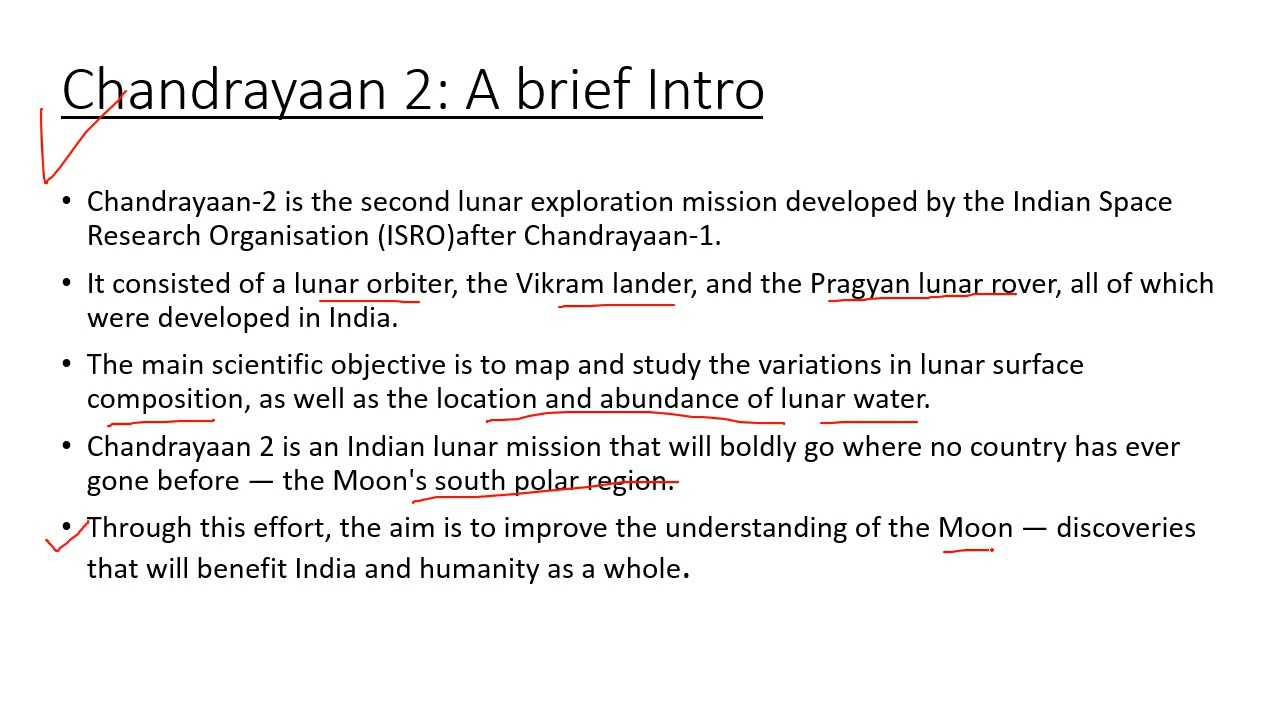 Chandrayaan 2: A brief Intro
• Chandrayaan-2 is the second lunar exploration mission developed by the Indian Space
Research Organisation (ISRO)after Chandrayaan-1.
• It consisted of a lunar orbiter, the Vikram lander, and the Pragyan lunar rover, all of which
were developed in India.
• The main scientific objective is to map and study the variations in lunar surface
composition, as well as the location and abundance of lunar water.
• Chandrayaan 2 is an Indian lunar mission that will boldly go where no country has ever
gone before — the Moon's south polar region.
• Through this effort, the aim is to improve the understanding of the Moon — discoveries
that will benefit India and humanity as a whole.